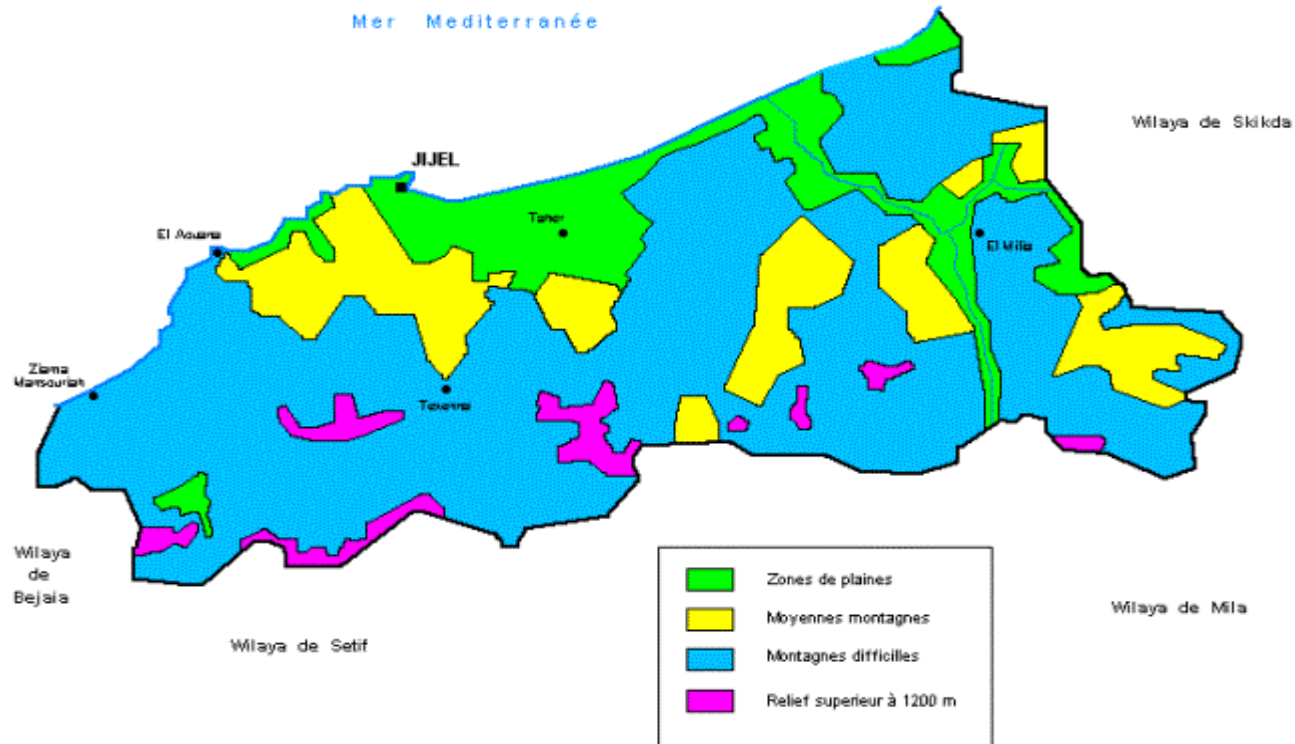 Mer Mediterranée
Wilaya de Skikda
JIJEL
Taher
El Aouana
El Milia
Ziama
Mansouriah
Texenna
Wilaya
de
Bejaia
Wilaya de Setif
Wilaya de Mila
Zones de plaines
Moyennes montagnes
Montagnes difficilles
Relief superieur à 1200 m